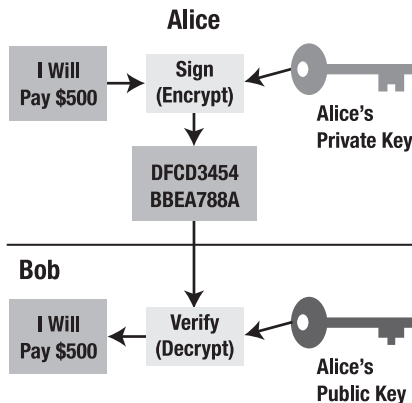 Alice
I Will
Pay $500
Sign
(Encrypt)
Alice's
Private Key
DFCD3454
BBEA788A
Bob
I Will
Pay $500
Verify
(Decrypt)
Alice's
Public Key